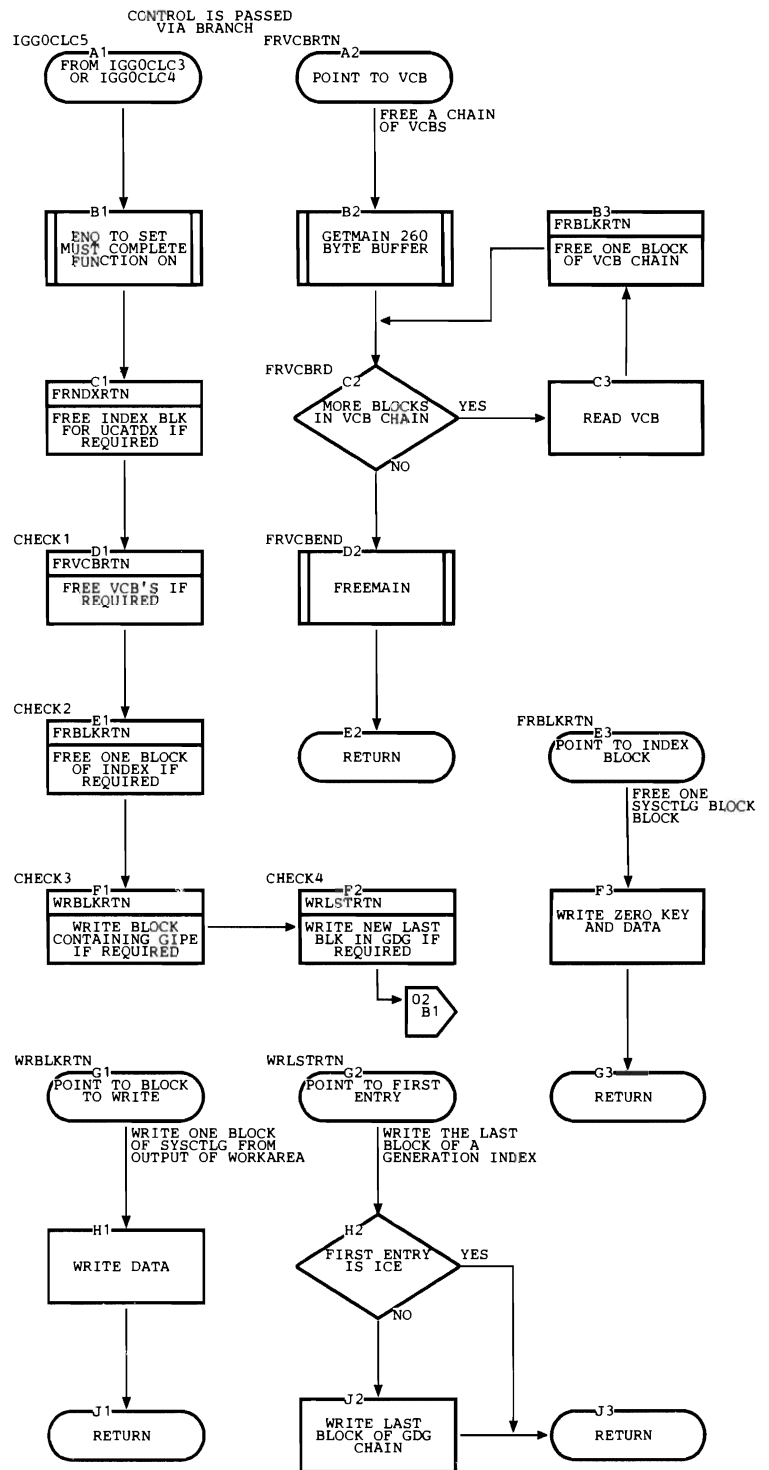 CONTROL IS PASSED
VIA BRANCH
IGG0CLC5
A1
FROM IGG0CLC3
OR IGG0CLC4
B1
ENQ TO SET
MUST COMPLETE
FUNCTION ON
C1
FRNDXRTN
FREE INDEX BLK
FOR UCATDX IF
REQUIRED
CHECK1
D1
FRVCBRTN
FREE VCB'S IF
REQUIRED
CHECK2
E1
FRBLKRTN
FREE ONE BLOCK
OF INDEX IF
REQUIRED
CHECK3
F1
WRBLKRTN
WRITE BLOCK
CONTAINING GIPE
IF REQUIRED
CHECK4
F2
WRLSTRTN
WRITE NEW LAST
BLK IN GDG IF
REQUIRED
02
B1
FRVCBRTN
A2
POINT TO VCB
FREE A CHAIN
OF VCBS
B2
GETMAIN 260
BYTE BUFFER
FRVCBRD
C2
MORE BLOCKS
IN VCB CHAIN
YES
NO
C3
READ VCB
B3
FRBLKRTN
FREE ONE BLOCK
OF VCB CHAIN
FRVCBEND
D2
FREEMAIN
E2
RETURN
FRBLKRTN
E3
POINT TO INDEX
BLOCK
FREE ONE
SYSCTLG BLOCK
BLOCK
F3
WRITE ZERO KEY
AND DATA
G3
RETURN
WRBLKRTN
G1
POINT TO BLOCK
TO WRITE
WRITE ONE BLOCK
OF SYSCTLG FROM
OUTPUT OF WORKAREA
H1
WRITE DATA
J1
RETURN
WRLSTRTN
G2
POINT TO FIRST
ENTRY
WRITE THE LAST
BLOCK OF A
GENERATION INDEX
H2
FIRST ENTRY
IS ICE
YES
NO
J2
WRITE LAST
BLOCK OF GDG
CHAIN
J3
RETURN